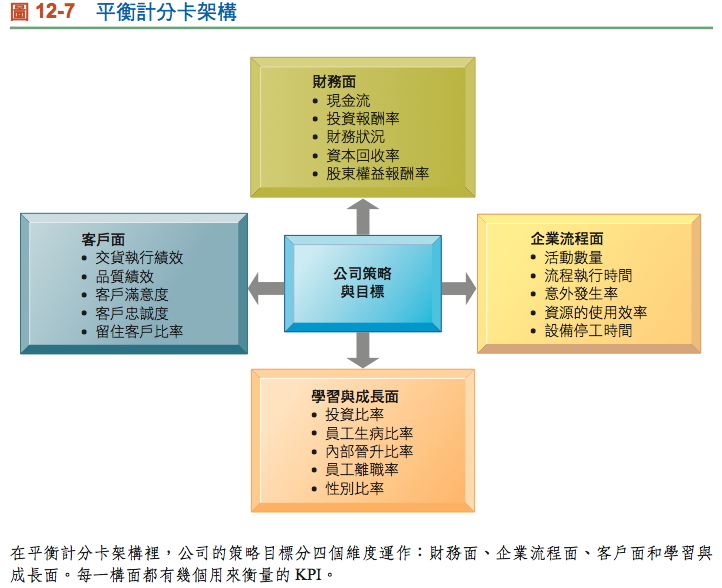 圖 12-7 平衡計分卡架構
財務面
• 現金流
• 投資報酬率
• 財務狀況
• 資本回收率
• 股東權益報酬率
客戶面
• 交貨執行績效
• 品質績效
• 客戶滿意度
• 客戶忠誠度
• 留住客戶比率
公司策略
與目標
企業流程面
• 活動數量
• 流程執行時間
• 意外發生率
• 資源的使用效率
• 設備停工時間
學習與成長面
• 投資比率
• 員工生病比率
• 內部晉升比率
• 員工離職率
• 性別比率
在平衡計分卡架構裡，公司的策略目標分四個維度運作：財務面、企業流程面、客戶面和學習與
成長面。每一構面都有幾個用來衡量的 KPI。